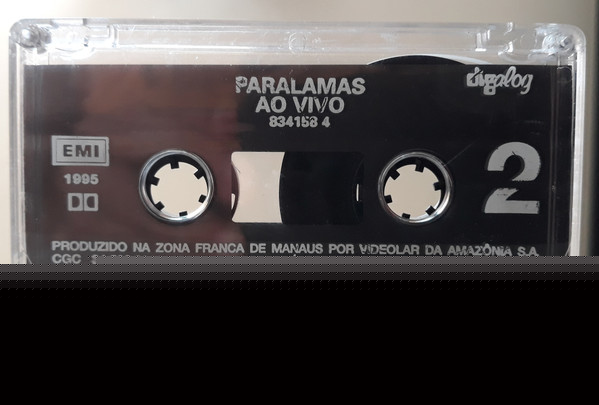 PARALAMAS
AO VIVO
834158 4
EMI
1995
2
PRODUZIDO NA ZONA FRANCA DE MANAUS POR VIDEOLAR DA AMAZÔNIA S.A.
CGC